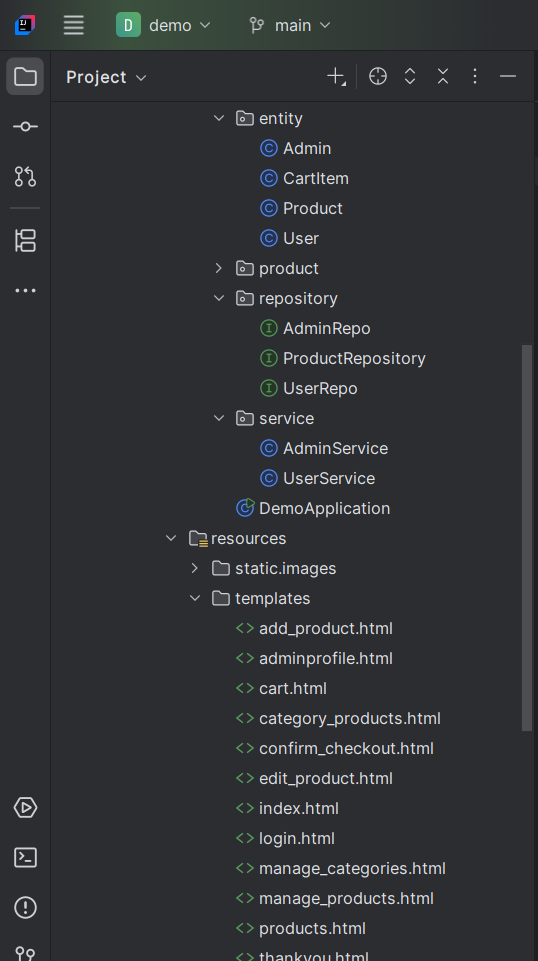 D demo main
Project
entity
Admin
CartItem
Product
User
product
repository
AdminRepo
ProductRepository
UserRepo
service
AdminService
UserService
DemoApplication
resources
static.images
templates
add_product.html
adminprofile.html
cart.html
category_products.html
confirm_checkout.html
edit_product.html
index.html
login.html
manage_categories.html
manage_products.html
products.html
thankyou.html